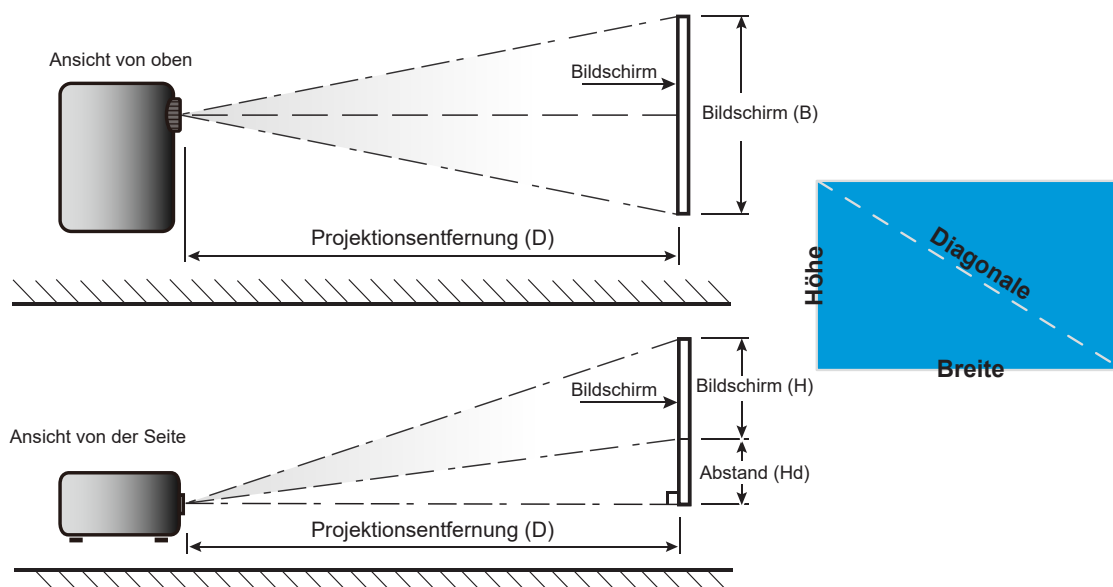 Ansicht von oben
Bildschirm
Bildschirm (B)
Projektionsentfernung (D)
Höhe
Diagonale
Breite
Bildschirm
Bildschirm (H)
Ansicht von der Seite
Abstand (Hd)
Projektionsentfernung (D)